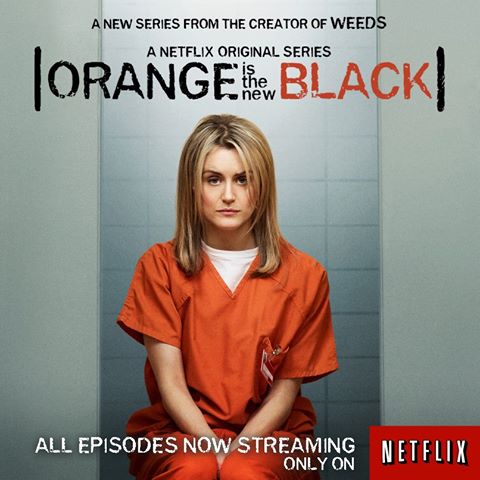 A NEW SERIES FROM THE CREATOR OF WEEDS
A NETFLIX ORIGINAL SERIES
ORANGE is the new BLACK
ALL EPISODES NOW STREAMING
ONLY ON
NETFLIX